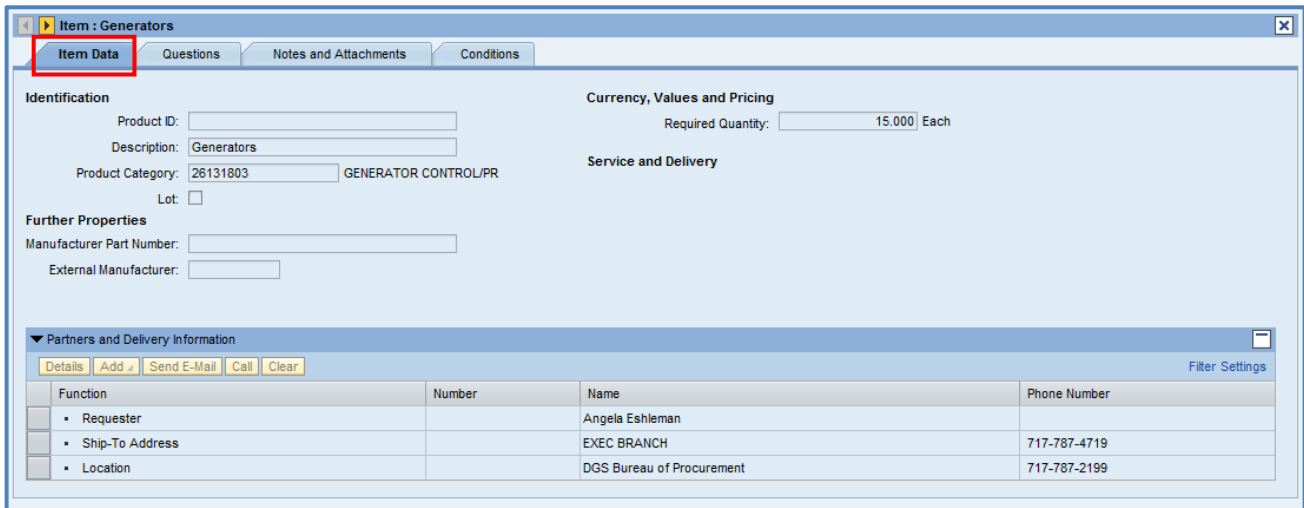 Item : Generators
Item Data Questions Notes and Attachments Conditions
Identification
Product ID:
Description: Generators
Product Category: 26131803 GENERATOR CONTROL/PR
Lot:
Further Properties
Manufacturer Part Number:
External Manufacturer:
Currency, Values and Pricing
Required Quantity: 15.000 Each
Service and Delivery
Partners and Delivery Information
Details Add Send E-Mail Call Clear Filter Settings
Function Number Name Phone Number
Requester Angela Eshleman
Ship-To Address EXEC BRANCH 717-787-4719
Location DGS Bureau of Procurement 717-787-2199